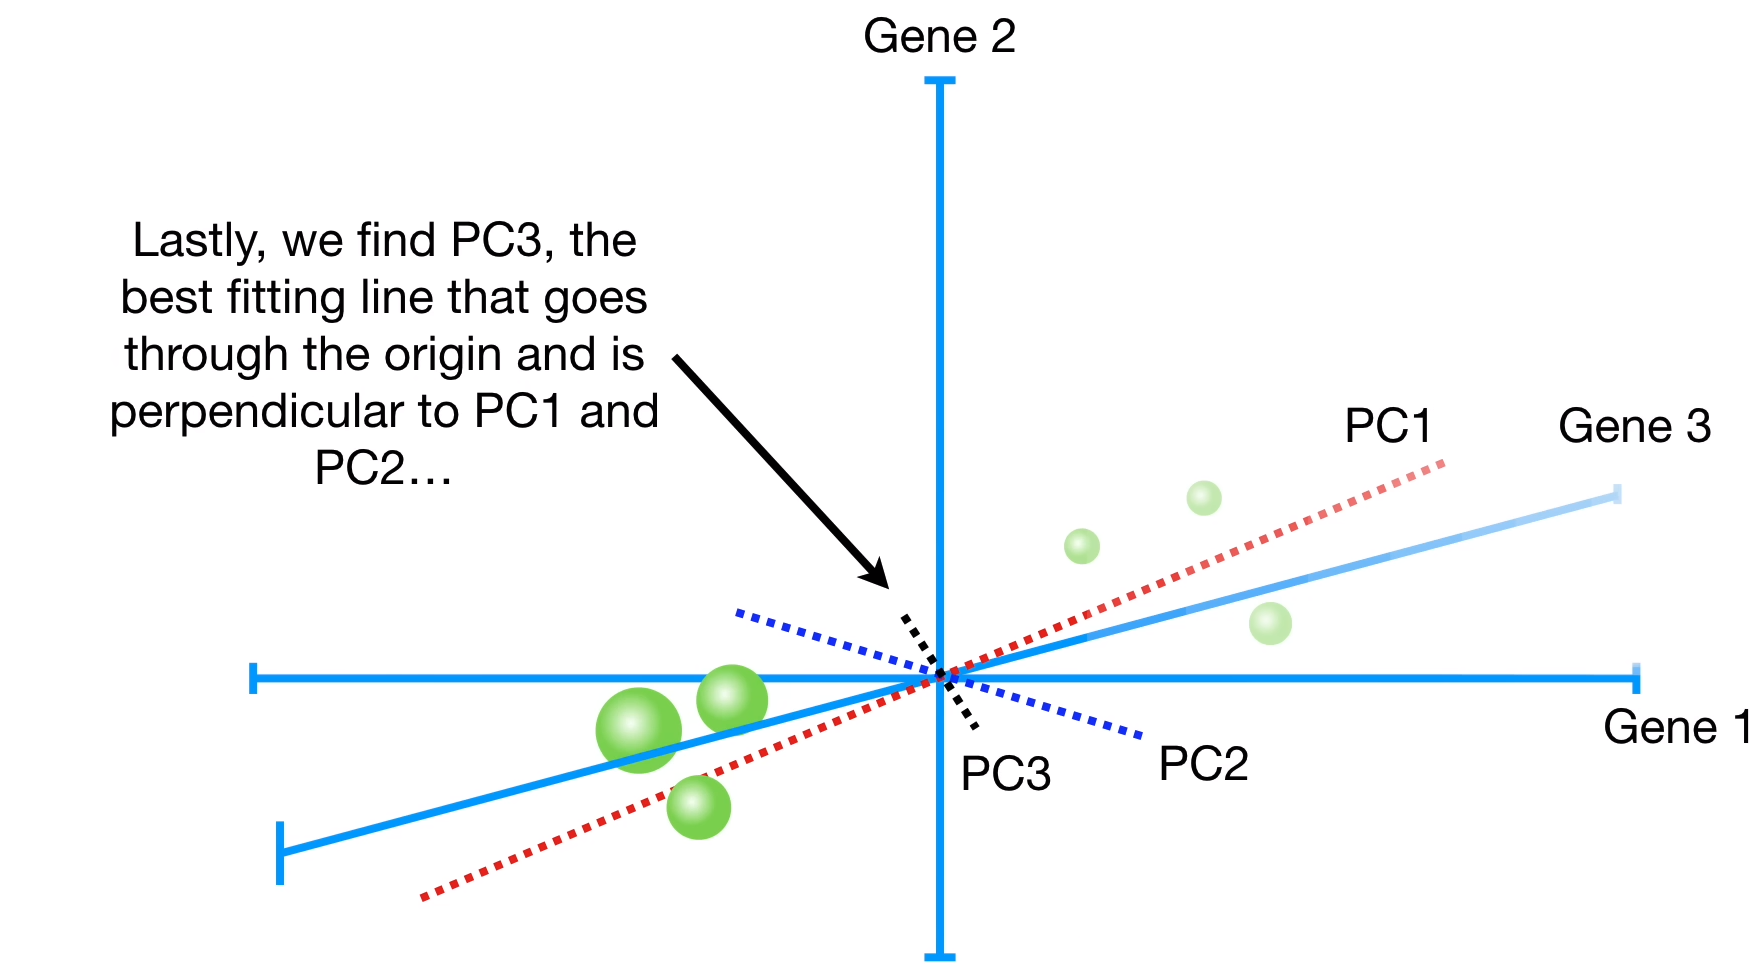 Gene 2
Lastly, we find PC3, the
best fitting line that goes
through the origin and is
perpendicular to PC1 and
PC2…
PC1
Gene 3
Gene 1
PC2
PC3